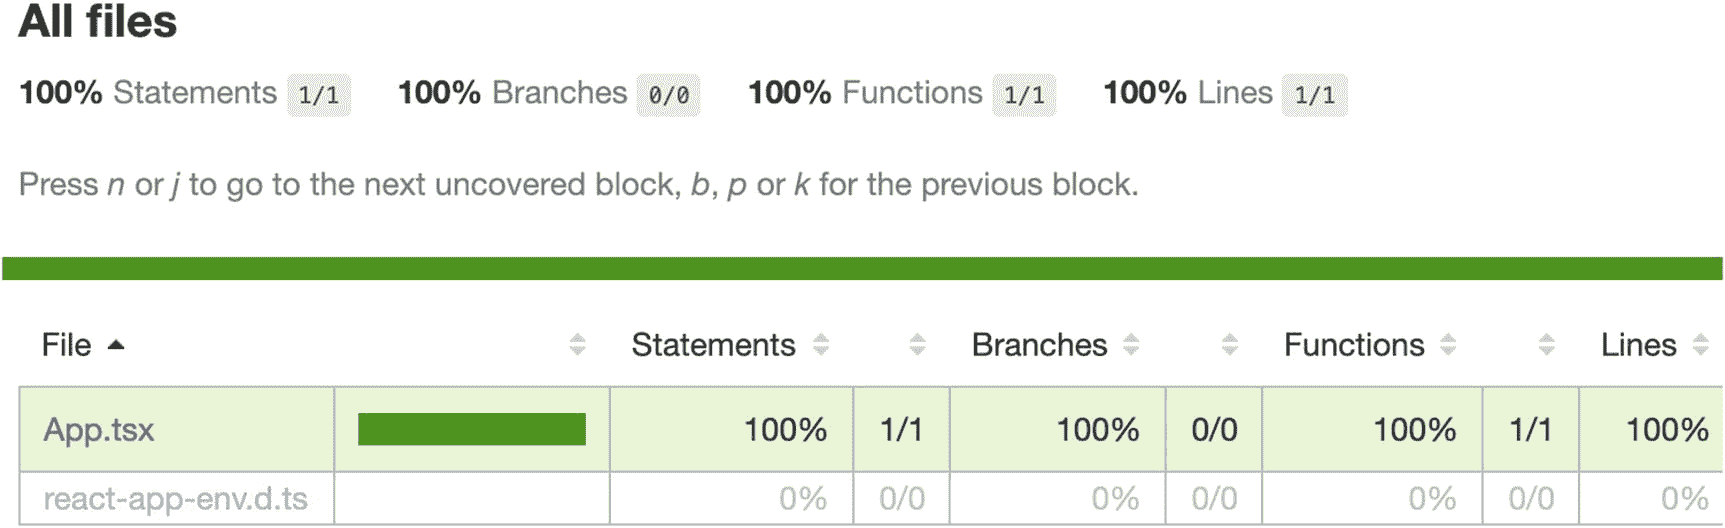 All files
100% Statements 1/1 100% Branches 0/0 100% Functions 1/1 100% Lines 1/1
Press n or j to go to the next uncovered block, b, p or k for the previous block.
File Statements Branches Functions Lines
App.tsx 100% 1/1 100% 0/0 100% 1/1 100%
react-app-env.d.ts 0% 0/0 0% 0/0 0% 0/0 0%